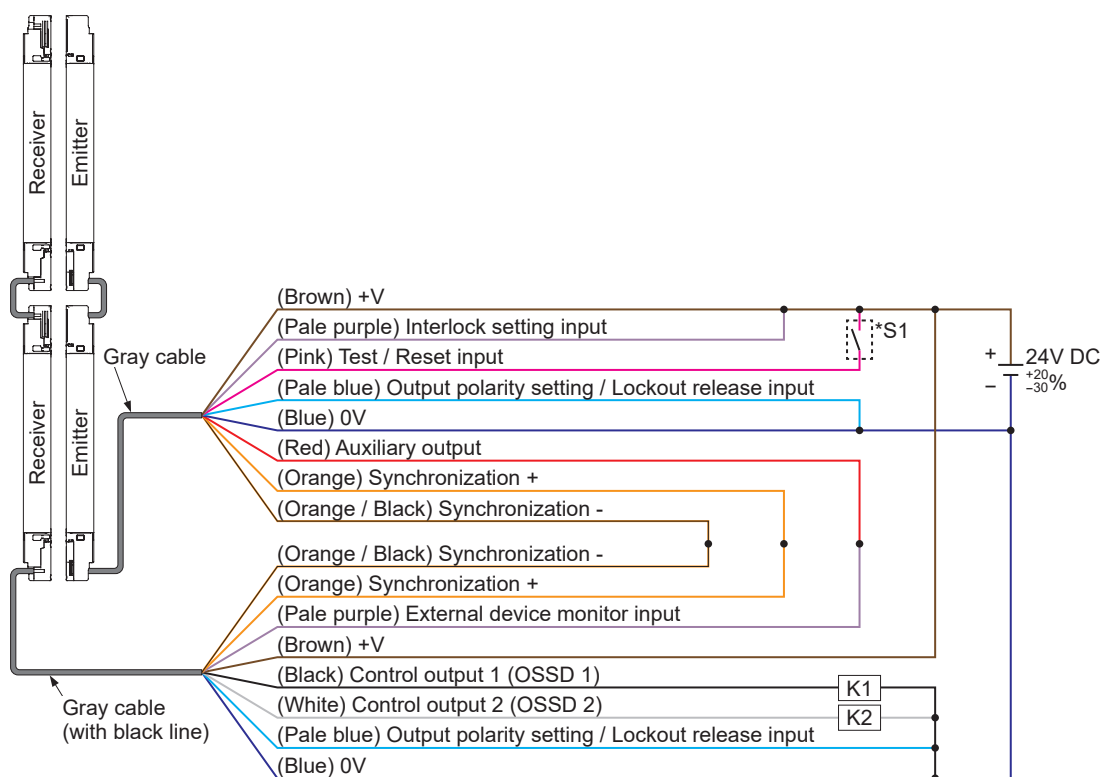 Receiver
Emitter
Receiver
Emitter
Gray cable
(Brown) +V
(Pale purple) Interlock setting input
(Pink) Test / Reset input
(Pale blue) Output polarity setting / Lockout release input
(Blue) 0V
(Red) Auxiliary output
(Orange) Synchronization +
(Orange / Black) Synchronization -
*S1
+
−
24V DC
+20
−30%
(Orange / Black) Synchronization -
(Orange) Synchronization +
(Pale purple) External device monitor input
(Brown) +V
(Black) Control output 1 (OSSD 1)
K1
(White) Control output 2 (OSSD 2)
K2
(Pale blue) Output polarity setting / Lockout release input
(Blue) 0V
Gray cable
(with black line)